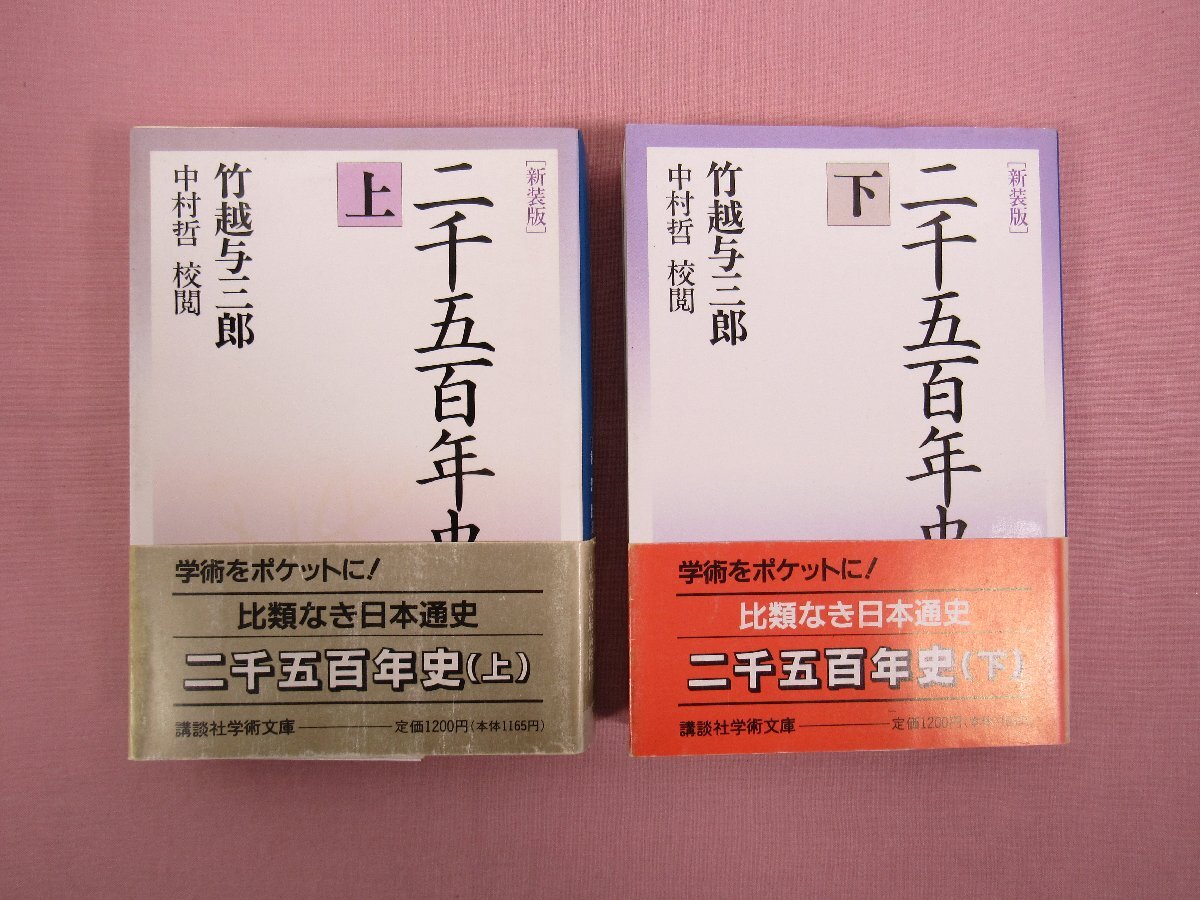 [新装版]
二千五百年史
上
竹越与三郎
中村哲 校閲
学術をポケットに!
比類なき日本通史
二千五百年史(上)
講談社学術文庫 定価1200円(本体1165円)
[新装版]
二千五百年史
下
竹越与三郎
中村哲 校閲
学術をポケットに!
比類なき日本通史
二千五百年史(下)
講談社学術文庫 定価1200円